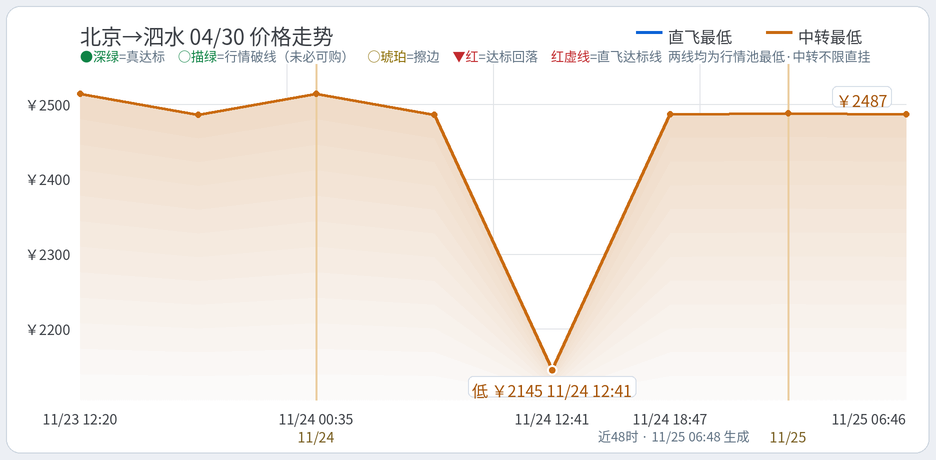 北京→泗水 04/30 价格走势
直飞最低 中转最低
●深绿=真达标 ○描绿=行情破线（未必可购） ○琥珀=擦边 ▼红=达标回落 红虚线=直飞达标线 两线均为行情池最低·中转不限直挂
￥2500
￥2487
￥2400
￥2300
￥2200
低 ￥2145 11/24 12:41
11/23 12:20 11/24 00:35 11/24 12:41 11/24 18:47 11/25 06:46
11/24 近48时 · 11/25 06:48 生成 11/25